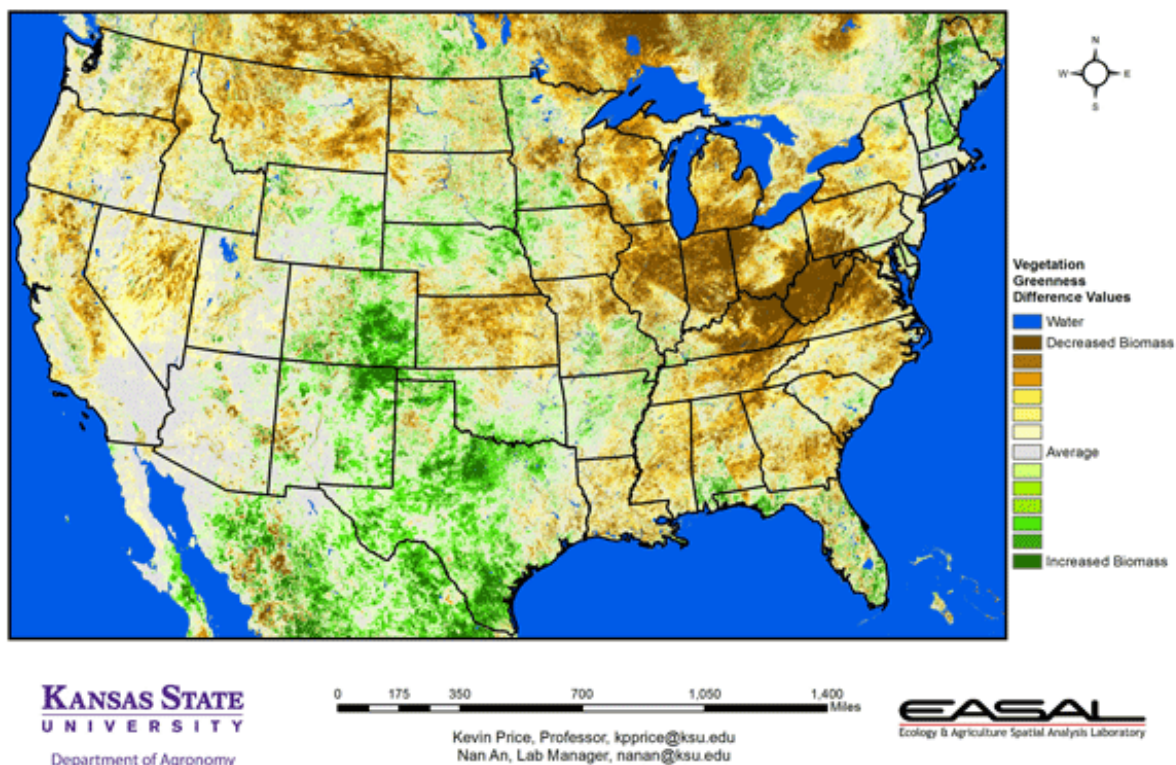 N
W
E
S
Vegetation
Greenness
Difference Values
Water
Decreased Biomass
Average
Increased Biomass
KANSAS STATE
UNIVERSITY
Department of Agronomy
0 175 350 700 1,050 1,400
Miles
Kevin Price, Professor, kpprice@ksu.edu
Nan An, Lab Manager, nanan@ksu.edu
EASAL
Ecology & Agriculture Spatial Analysis Laboratory